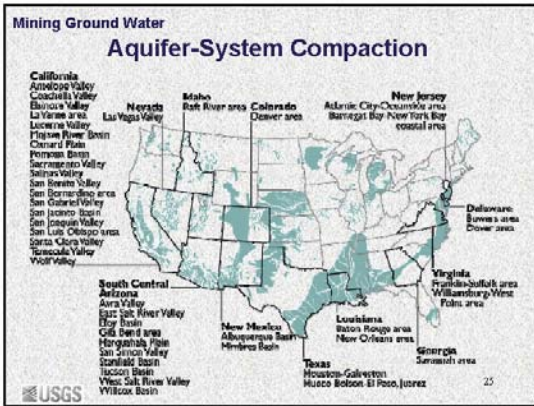 Mining Ground Water
Aquifer-System Compaction
California
Antelope Valley
Coachella Valley
Elsinore Valley
La Verne area
Lucerne Valley
Mojave River Basin
Oxnard Plain
Pomona Basin
Sacramento Valley
Salinas Valley
San Benito Valley
San Bernardino area
San Gabriel Valley
San Jacinto Basin
San Joaquin Valley
San Luis Obispo area
Santa Clara Valley
Temecula Valley
Wolf Valley
Nevada
Las Vegas Valley
Idaho
Raft River area
Colorado
Denver area
New Jersey
Atlantic City-Oceanside area
Barnegat Bay-New York Bay
coastal area
Delaware
Bowers area
Dover area
Virginia
Franklin-Suffolk area
Williamsburg-West
Point area
Georgia
Savannah area
Louisiana
Baton Rouge area
New Orleans area
Texas
Houston-Galveston
Hueco Bolson-El Paso, Juarez
New Mexico
Albuquerque Basin
Mimbres Basin
South Central
Arizona
Avra Valley
East Salt River Valley
Eloy Basin
Gila Bend area
Harquahala Plain
San Simon Valley
Stanfield Basin
Tucson Basin
West Salt River Valley
Willcox Basin
USGS
25